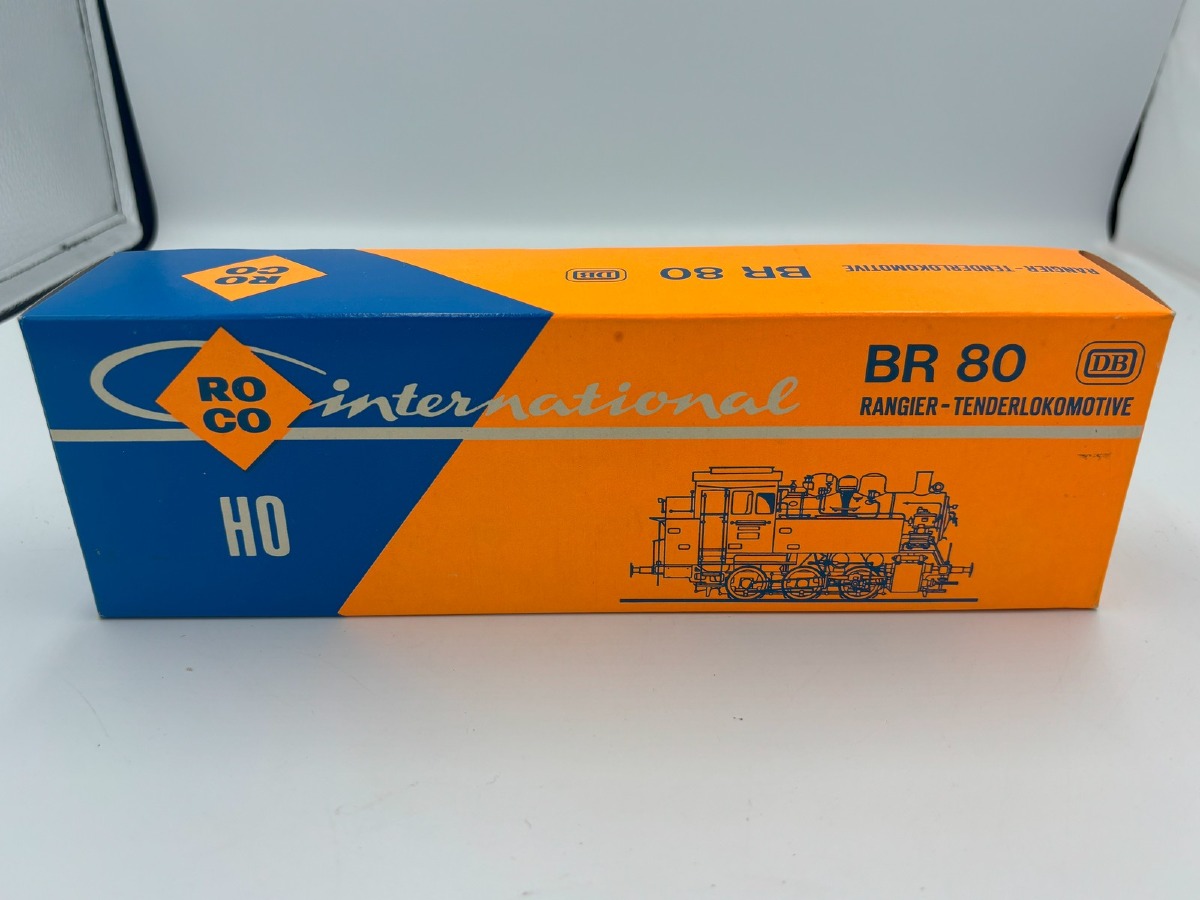 RO
CO
DB
BR 80
RANGIER-TENDERLOKOMOTIVE
RO
CO
international
BR 80
DB
RANGIER-TENDERLOKOMOTIVE
HO